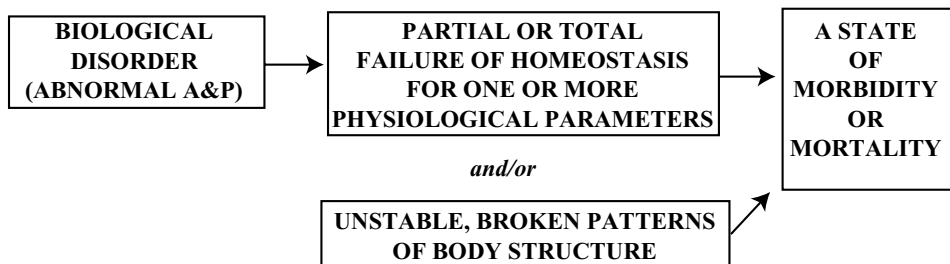 BIOLOGICAL
DISORDER
(ABNORMAL A&P)
PARTIAL OR TOTAL
FAILURE OF HOMEOSTASIS
FOR ONE OR MORE
PHYSIOLOGICAL PARAMETERS
and/or
UNSTABLE, BROKEN PATTERNS
OF BODY STRUCTURE
A STATE
OF
MORBIDITY
OR
MORTALITY